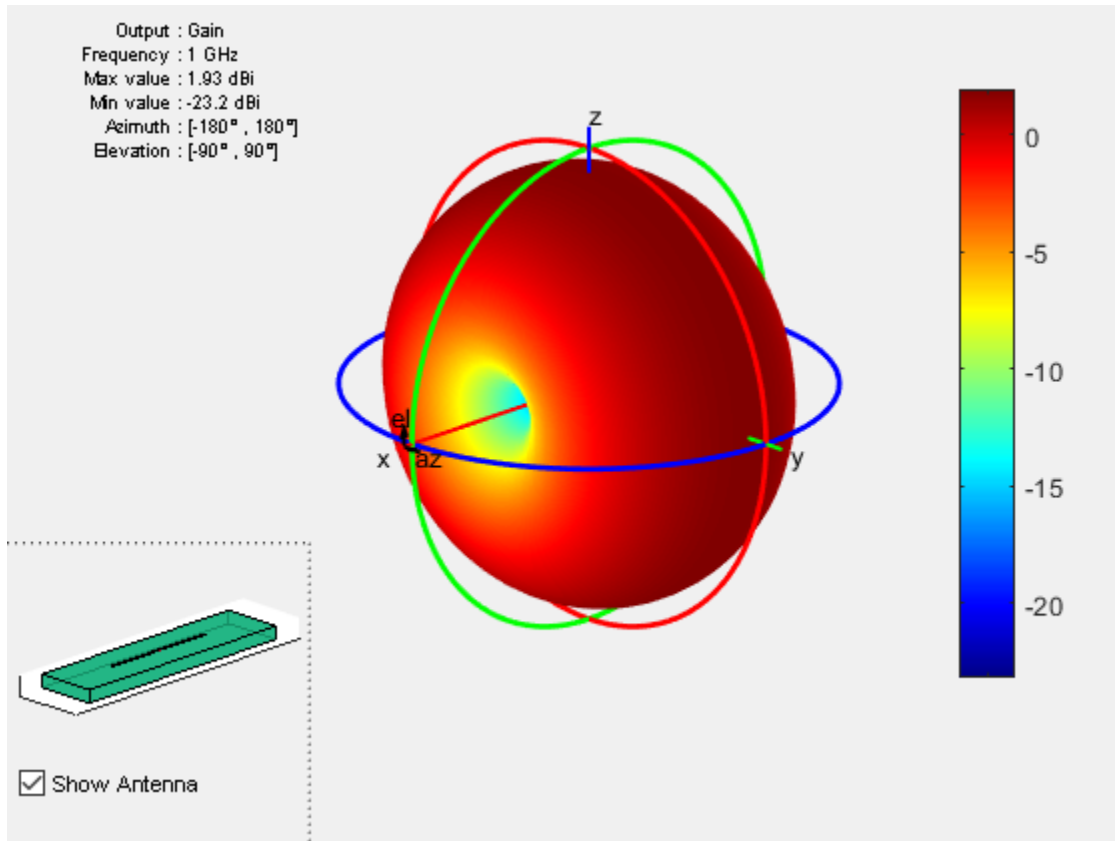 Output : Gain
Frequency : 1 GHz
Max value : 1.93 dBi
Min value : -23.2 dBi
Azimuth : [-180° , 180°]
Elevation : [-90° , 90°]
z
0
-5
-10
-15
-20
el
x
az
y
Show Antenna